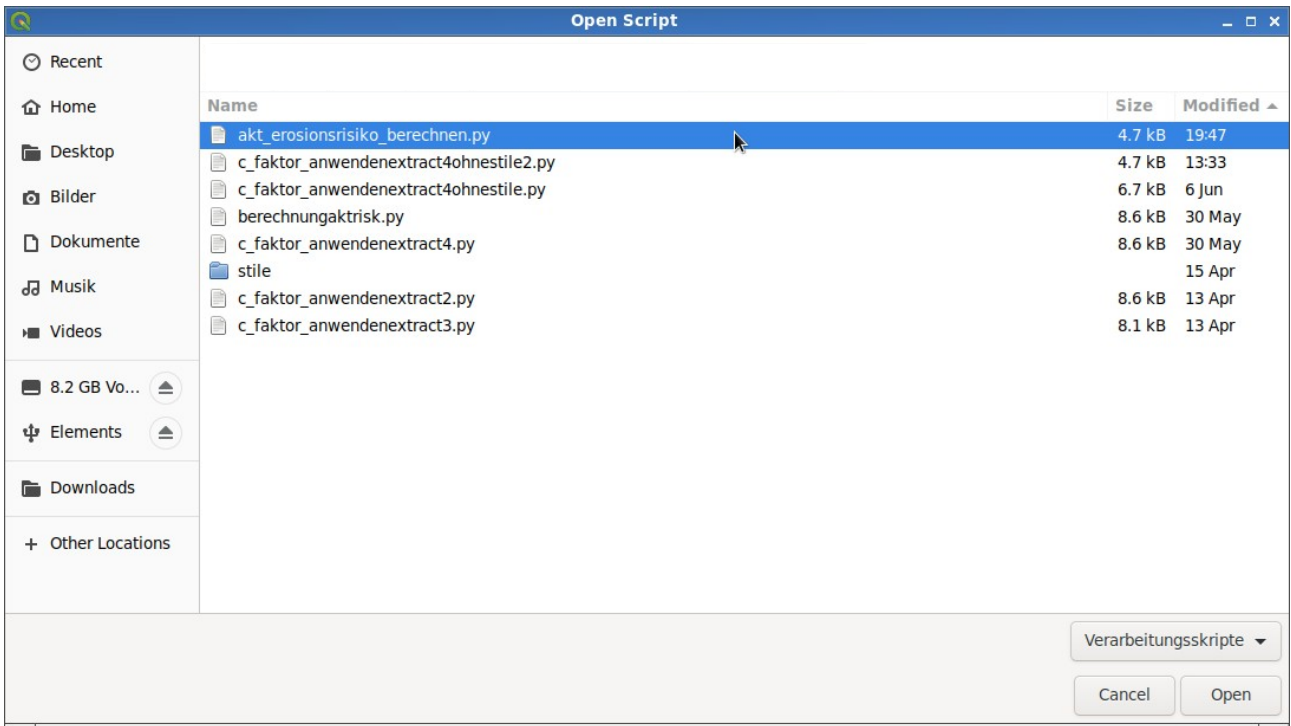 Open Script
Recent
Home
Desktop
Bilder
Dokumente
Musik
Videos
8.2 GB Vo...
Elements
Downloads
Other Locations
Name Size Modified
akt_erosionsrisiko_berechnen.py 4.7 kB 19:47
c_faktor_anwendenextract4ohnestile2.py 4.7 kB 13:33
c_faktor_anwendenextract4ohnestile.py 6.7 kB 6 Jun
berechnungaktrisk.py 8.6 kB 30 May
c_faktor_anwendenextract4.py 8.6 kB 30 May
stile 15 Apr
c_faktor_anwendenextract2.py 8.6 kB 13 Apr
c_faktor_anwendenextract3.py 8.1 kB 13 Apr
Verarbeitungsskripte
Cancel Open